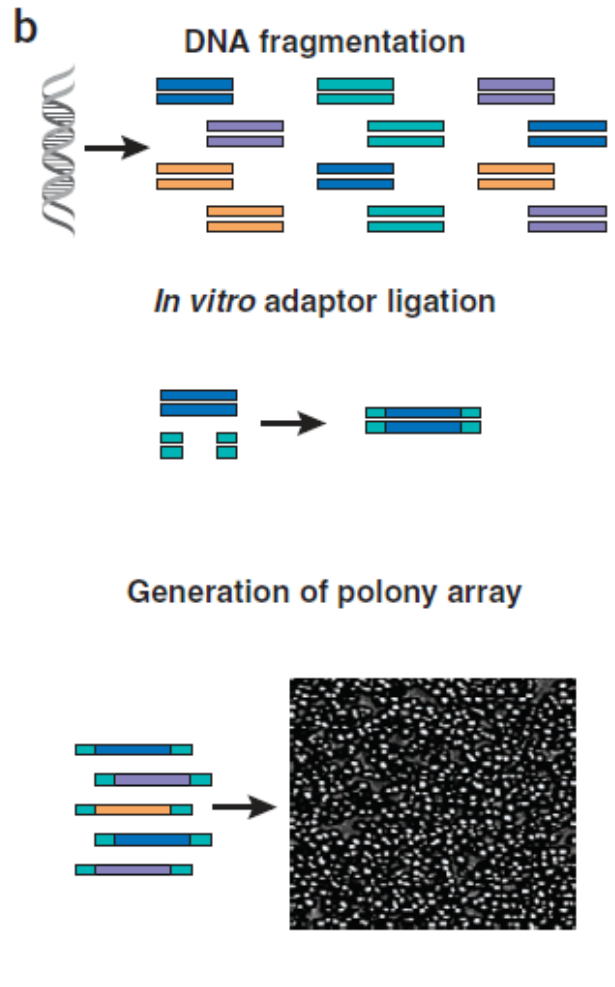 b
DNA fragmentation
In vitro adaptor ligation
Generation of polony array